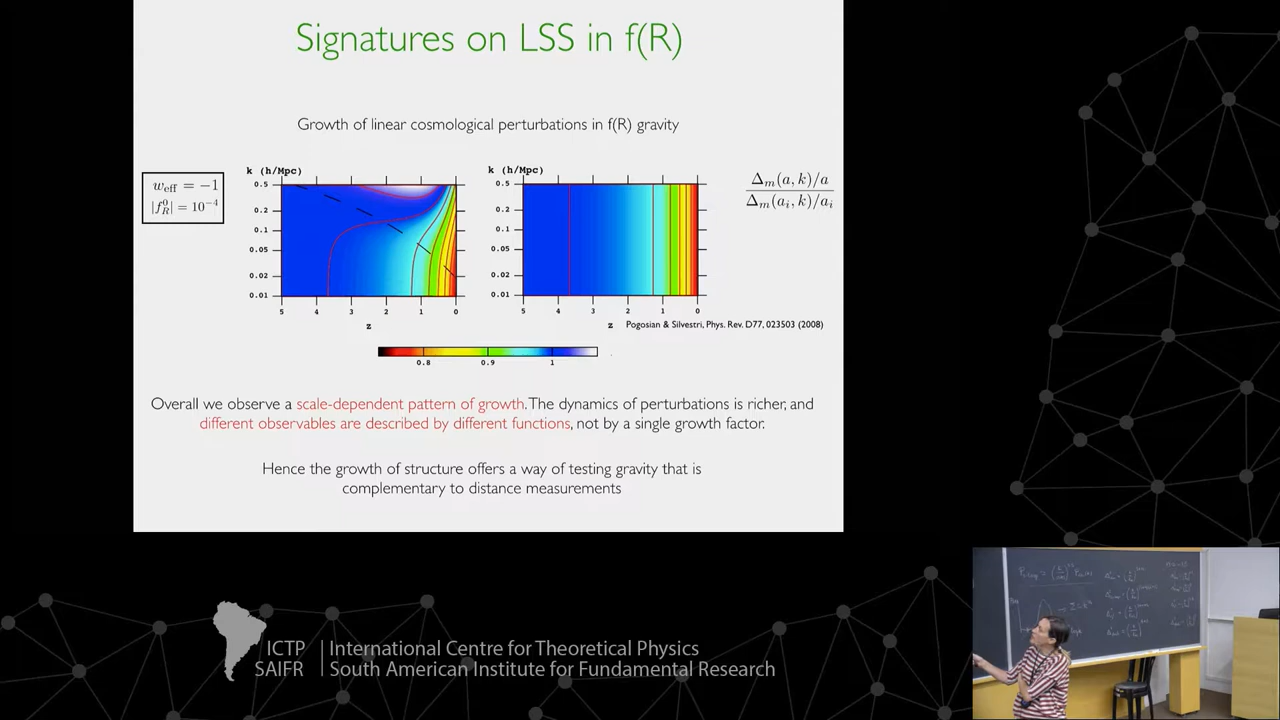 Signatures on LSS in f(R)
Growth of linear cosmological perturbations in f(R) gravity
w_eff = −1
|f_R^0| = 10^−4
k (h/Mpc)
0.5
0.2
0.1
0.05
0.02
0.01
5 4 3 2 1 0
z
k (h/Mpc)
0.5
0.2
0.1
0.05
0.02
0.01
5 4 3 2 1 0
z
Δ_m(a, k)/a
Δ_m(a_i, k)/a_i
Pogosian & Silvestri, Phys. Rev. D77, 023503 (2008)
0.8 0.9 1
Overall we observe a scale-dependent pattern of growth. The dynamics of perturbations is richer, and
different observables are described by different functions, not by a single growth factor.
Hence the growth of structure offers a way of testing gravity that is
complementary to distance measurements
ICTP
SAIFR
International Centre for Theoretical Physics
South American Institute for Fundamental Research